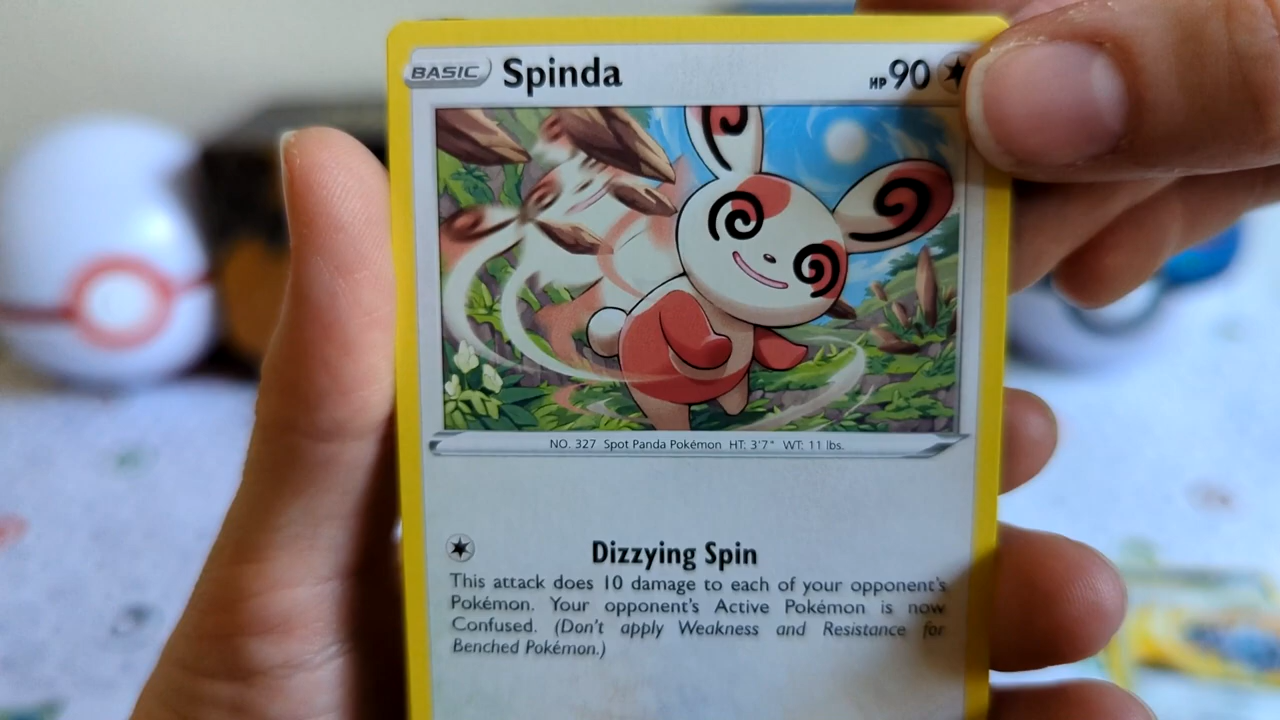 BASIC Spinda HP 90
NO. 327 Spot Panda Pokémon HT: 3'7" WT: 11 lbs.
Dizzying Spin
This attack does 10 damage to each of your opponent's
Pokémon. Your opponent's Active Pokémon is now
Confused. (Don't apply Weakness and Resistance for
Benched Pokémon.)